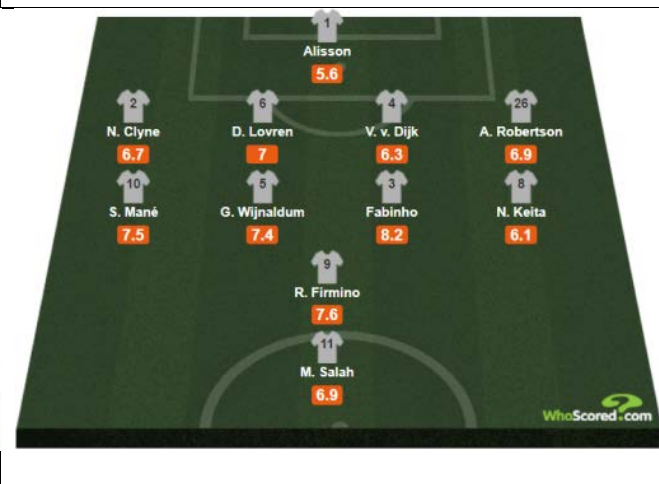 1
Alisson
5.6
2 6 4 26
N. Clyne D. Lovren V. v. Dijk A. Robertson
6.7 7 6.3 6.9
10 5 3 8
S. Mané G. Wijnaldum Fabinho N. Keita
7.5 7.4 8.2 6.1
9
R. Firmino
7.6
11
M. Salah
6.9
WhoScored.com